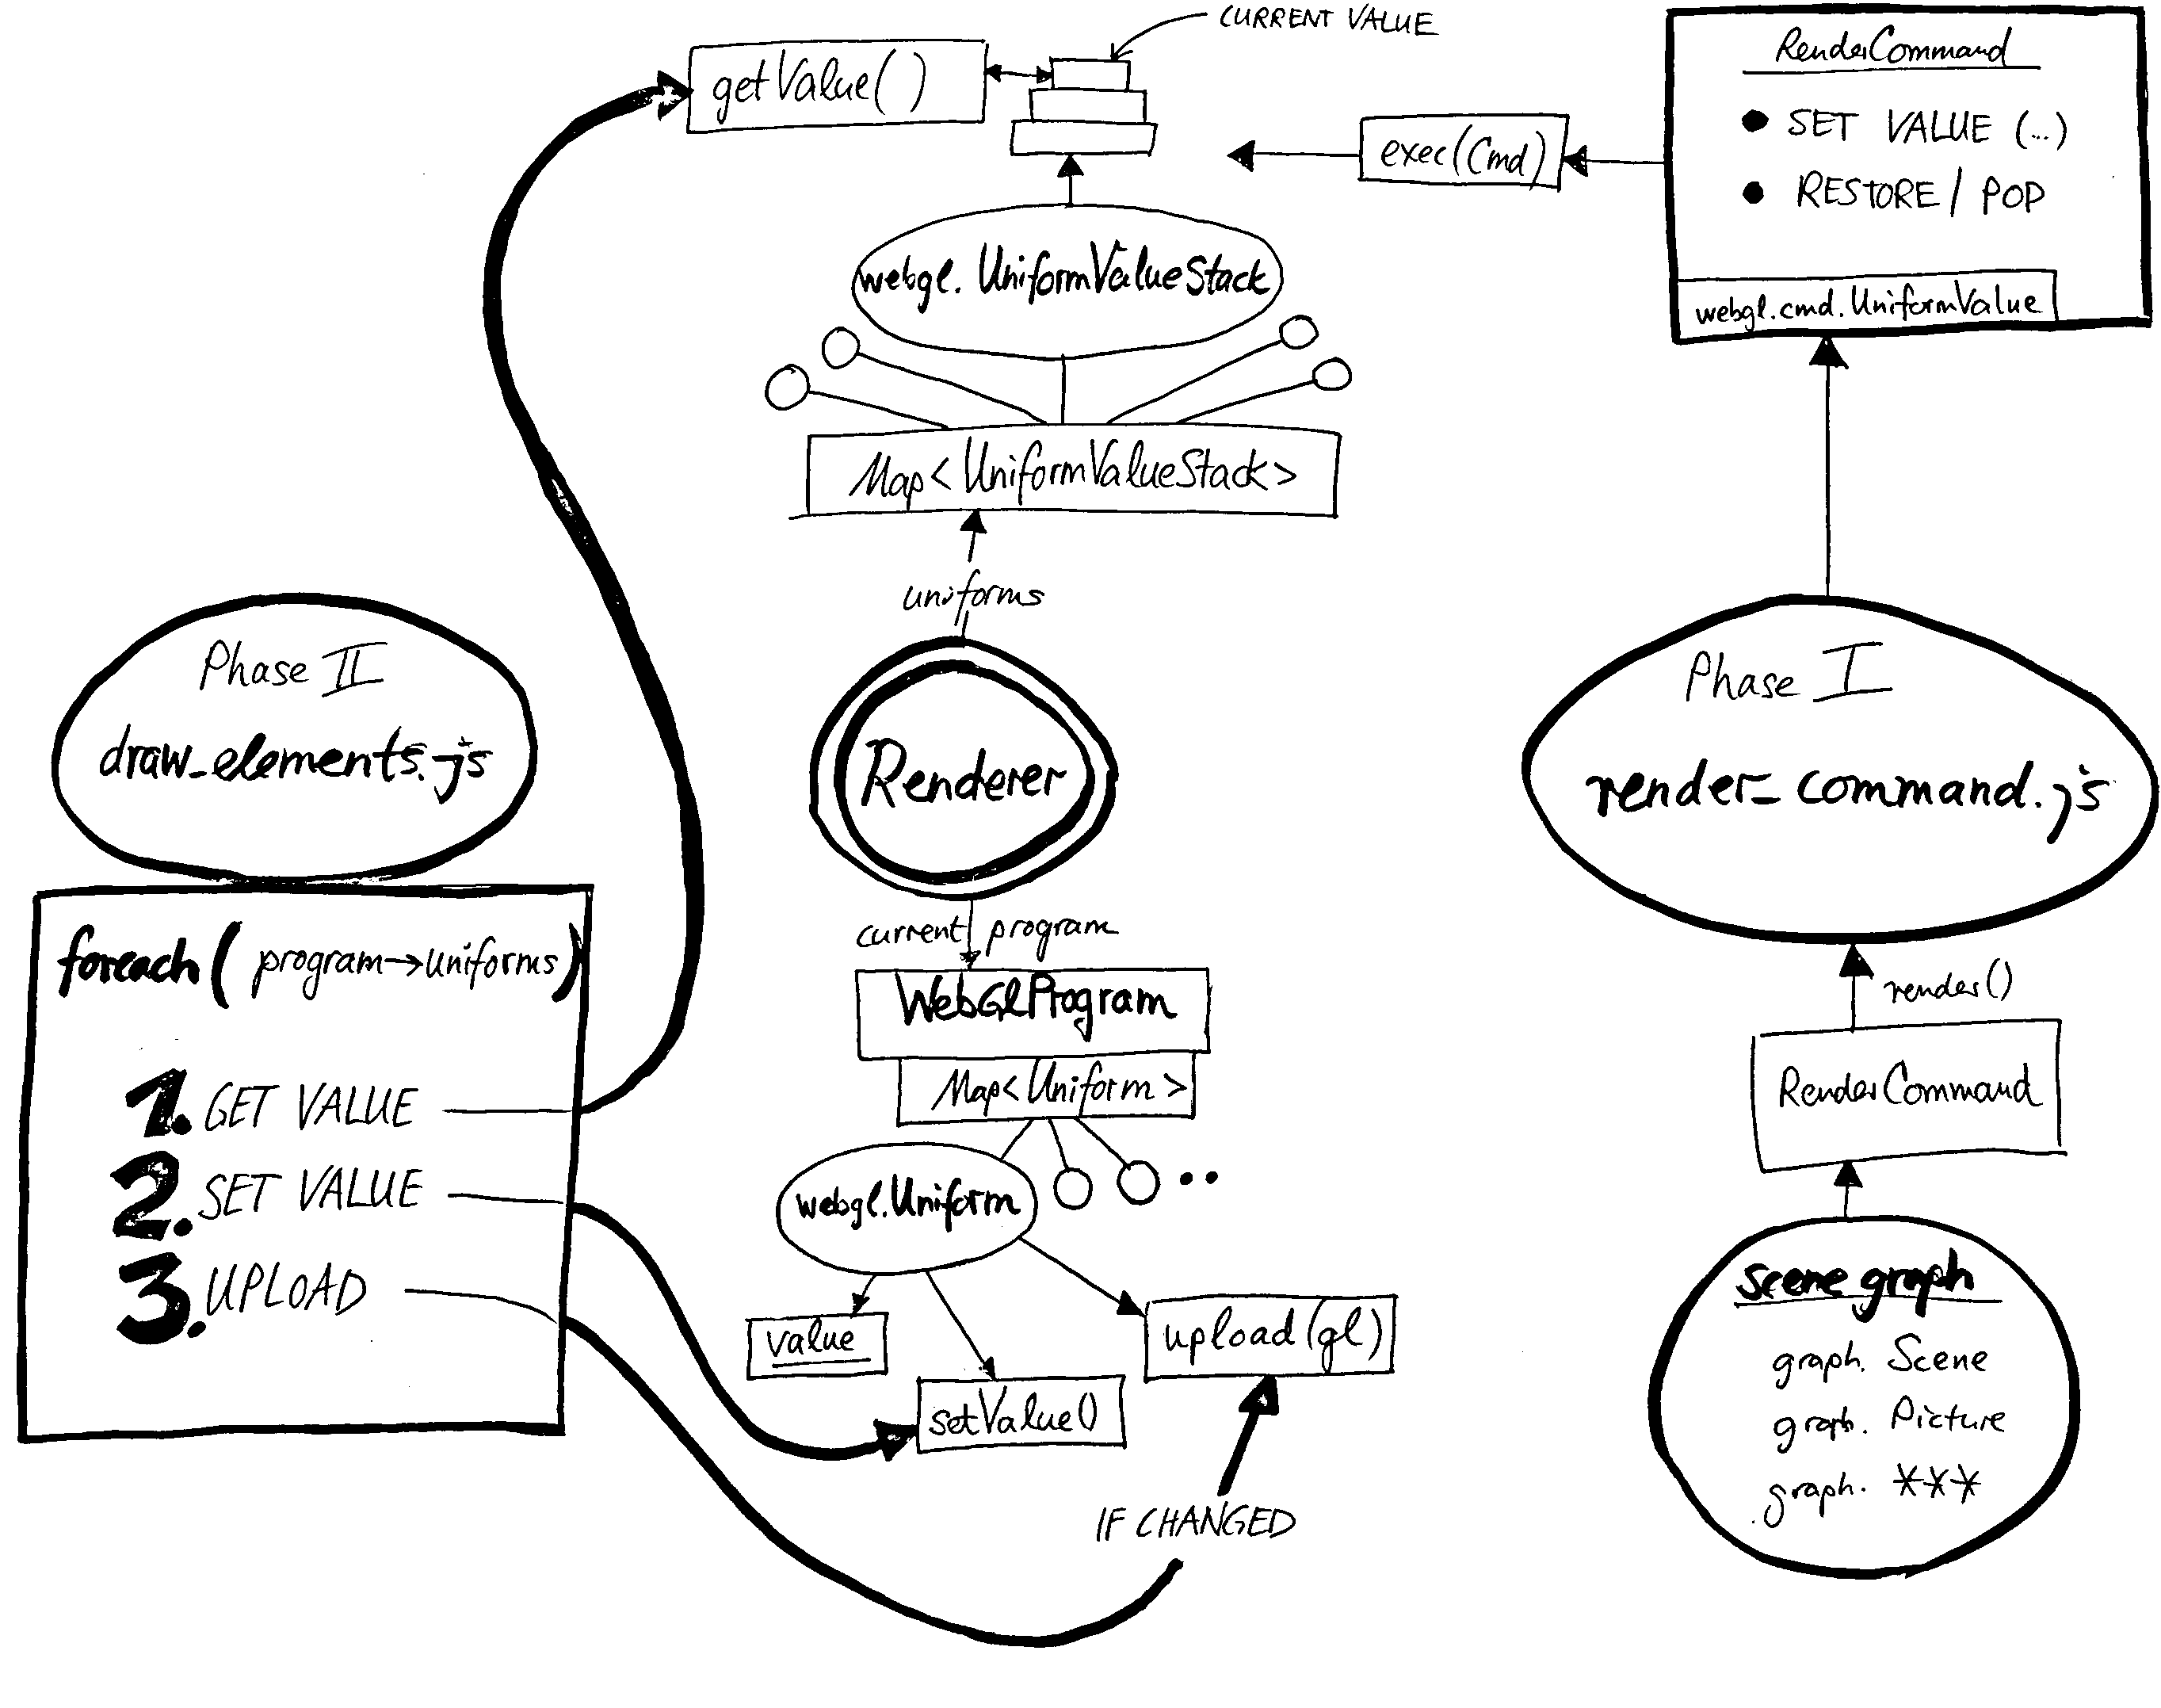 CURRENT VALUE
getValue()
RenderCommand
SET VALUE (...)
RESTORE / POP
webgl.cmd.UniformValue
exec(Cmd)
webgl.UniformValueStack
Map<UniformValueStack>
uniforms
Renderer
current program
WebGLProgram
Map<Uniform>
webgl.Uniform
value
setValue()
upload(gl)
IF CHANGED
Phase II
draw_elements.js
foreach( program→uniforms)
1. GET VALUE
2. SET VALUE
3. UPLOAD
Phase I
render_command.js
render()
RenderCommand
scene graph
graph. Scene
graph. Picture
graph. ***